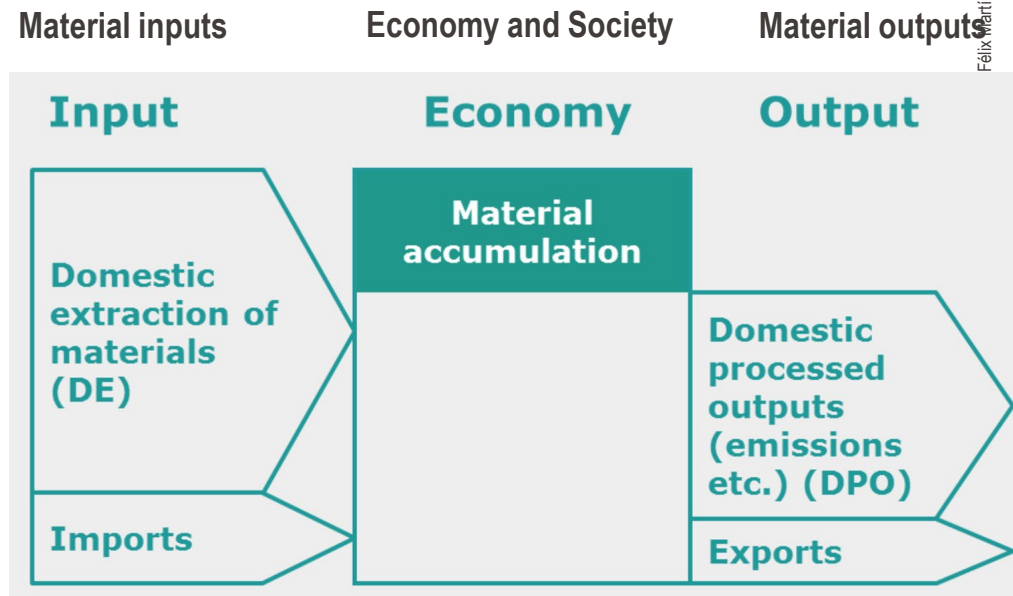 Material inputs
Economy and Society
Material outputs
Félix
Input
Economy
Output
Material
accumulation
Domestic
extraction of
materials
(DE)
Imports
Domestic
processed
outputs
(emissions
etc.) (DPO)
Exports